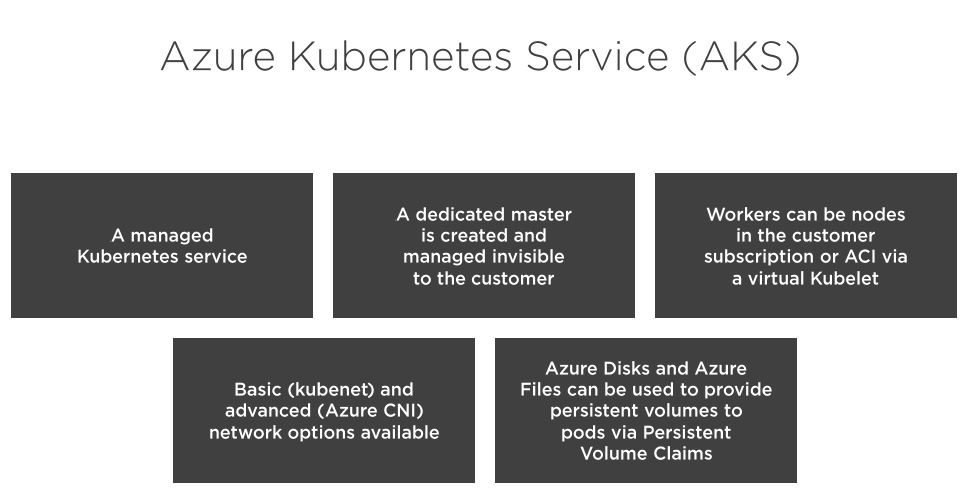 Azure Kubernetes Service (AKS)
A managed
Kubernetes service
A dedicated master
is created and
managed invisible
to the customer
Workers can be nodes
in the customer
subscription or ACI via
a virtual Kubelet
Basic (kubenet) and
advanced (Azure CNI)
network options available
Azure Disks and Azure
Files can be used to provide
persistent volumes to
pods via Persistent
Volume Claims